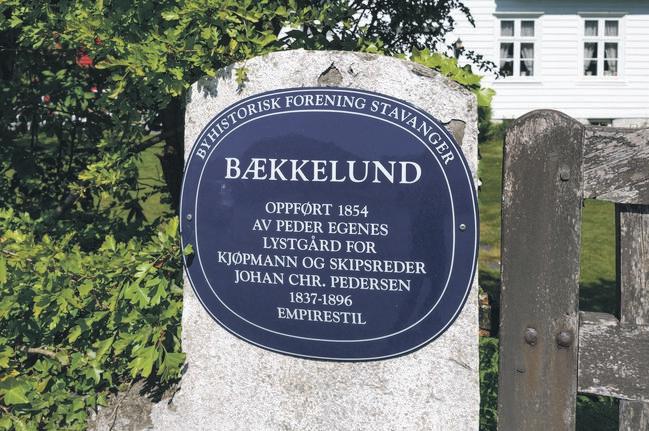 BYHISTORISK FORENING STAVANGER
BÆKKELUND
OPPFØRT 1854
AV PEDER EGENES
LYSTGÅRD FOR
KJØPMANN OG SKIPSREDER
JOHAN CHR. PEDERSEN
1837-1896
EMPIRESTIL